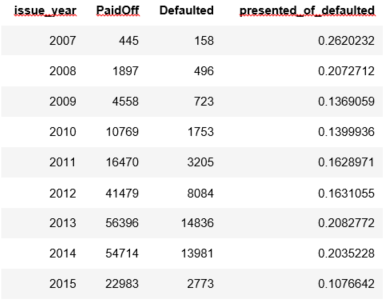 issue_year PaidOff Defaulted presented_of_defaulted
2007 445 158 0.2620232
2008 1897 496 0.2072712
2009 4558 723 0.1369059
2010 10769 1753 0.1399936
2011 16470 3205 0.1628971
2012 41479 8084 0.1631055
2013 56396 14836 0.2082772
2014 54714 13981 0.2035228
2015 22983 2773 0.1076642